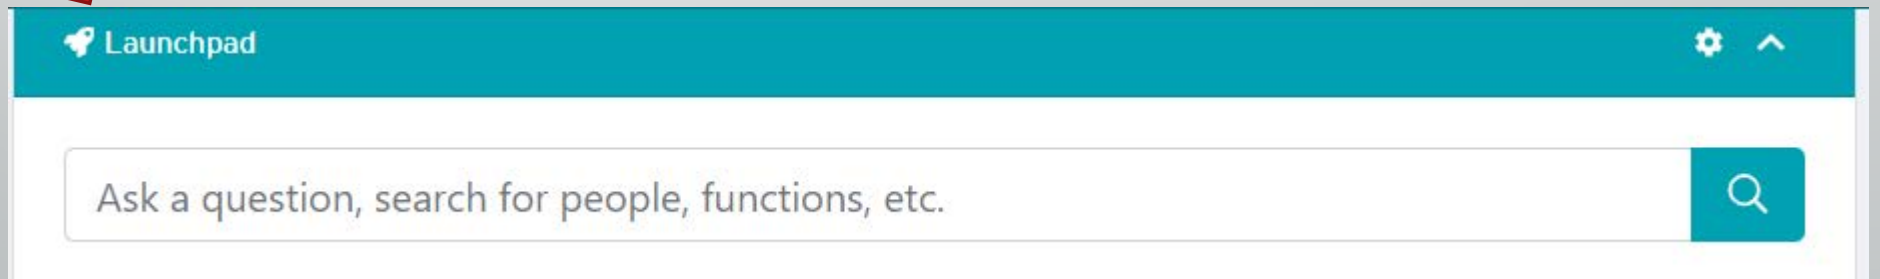 Launchpad
Ask a question, search for people, functions, etc.